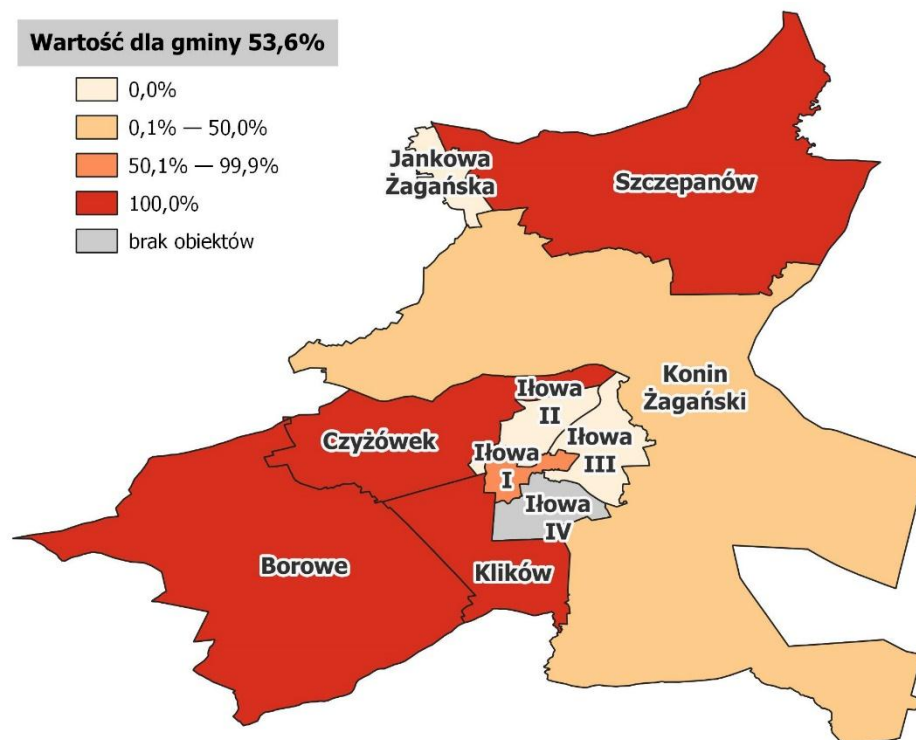 Wartość dla gminy 53,6%
0,0%
0,1% — 50,0%
50,1% — 99,9%
100,0%
brak obiektów
Jankowa
Żagańska
Szczepanów
Konin
Żagański
Iłowa
II
Czyżówek
Iłowa
III
Iłowa
I
Iłowa
IV
Borowe
Klików